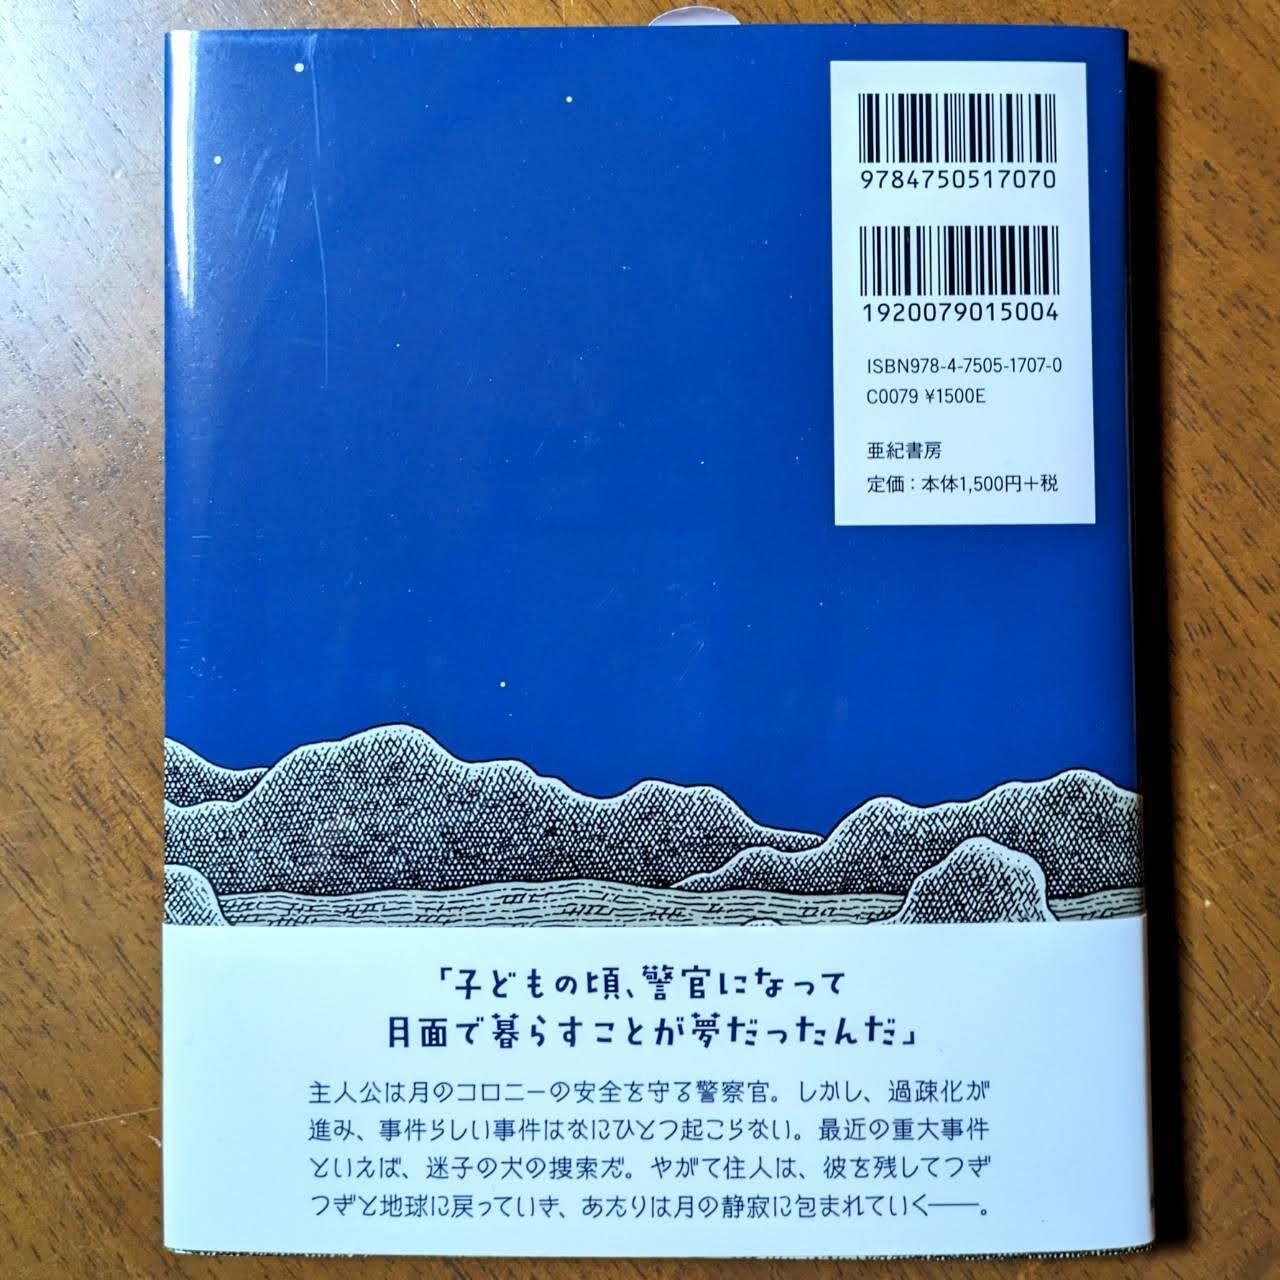 9784750517070
1920079015004
ISBN978-4-7505-1707-0
C0079 ¥1500E
亜紀書房
定価：本体1,500円＋税
「子どもの頃、警官になって
月面で暮らすことが夢だったんだ」
主人公は月のコロニーの安全を守る警察官。しかし、過疎化が
進み、事件らしい事件はなにひとつ起こらない。最近の重大事件
といえば、迷子の犬の捜索だ。やがて住人は、彼を残してつぎ
つぎと地球に戻っていき、あたりは月の静寂に包まれていく──。